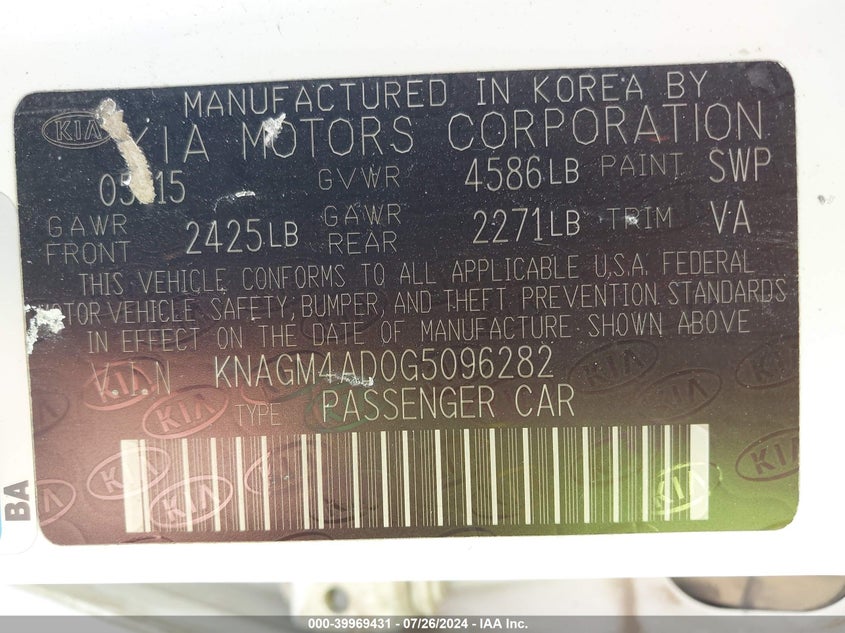 MANUFACTURED IN KOREA BY
KIA
KIA MOTORS CORPORATION
GVWR 4586LB PAINT SWP
GAWR FRONT 2425LB GAWR REAR 2271LB TRIM VA
THIS VEHICLE CONFORMS TO ALL APPLICABLE U.S.A. FEDERAL
MOTOR VEHICLE SAFETY, BUMPER, AND THEFT PREVENTION STANDARDS
IN EFFECT ON THE DATE OF MANUFACTURE SHOWN ABOVE
V.I.N KNAGM4AD0G5096282
TYPE PASSENGER CAR
BA
000-39969431 - 07/26/2024 - IAA Inc.